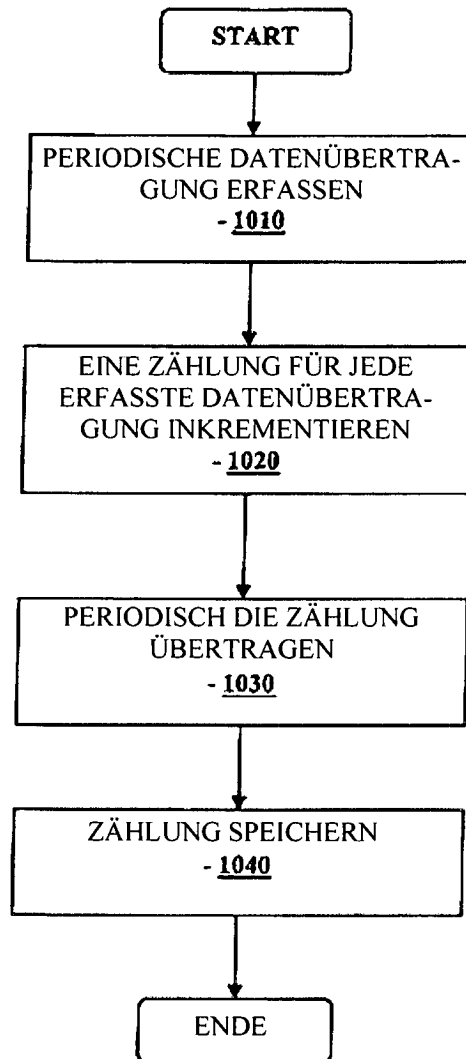 START
PERIODISCHE DATENÜBERTRA-
GUNG ERFASSEN
- 1010
EINE ZÄHLUNG FÜR JEDE
ERFASSTE DATENÜBERTRA-
GUNG INKREMENTIEREN
- 1020
PERIODISCH DIE ZÄHLUNG
ÜBERTRAGEN
- 1030
ZÄHLUNG SPEICHERN
- 1040
ENDE